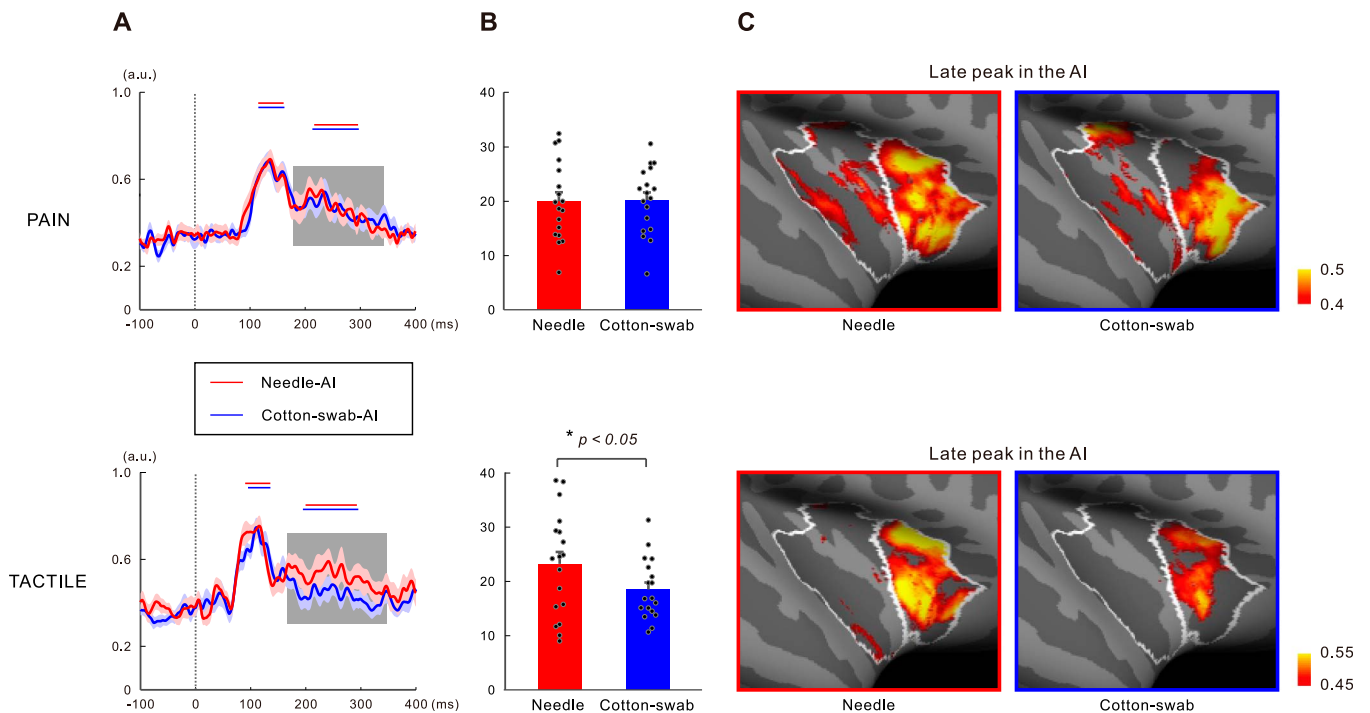 A
B
C
PAIN
(a.u.)
1.0
0.6
0.2
0
-100
0
100
200
300
400 (ms)
40
30
20
10
0
Needle
Cotton-swab
Late peak in the AI
Needle
Cotton-swab
0.5
0.4
Needle-AI
Cotton-swab-AI
TACTILE
(a.u.)
1.0
0.6
0.2
0
-100
0
100
200
300
400 (ms)
* p < 0.05
40
30
20
10
0
Needle
Cotton-swab
Late peak in the AI
Needle
Cotton-swab
0.55
0.45